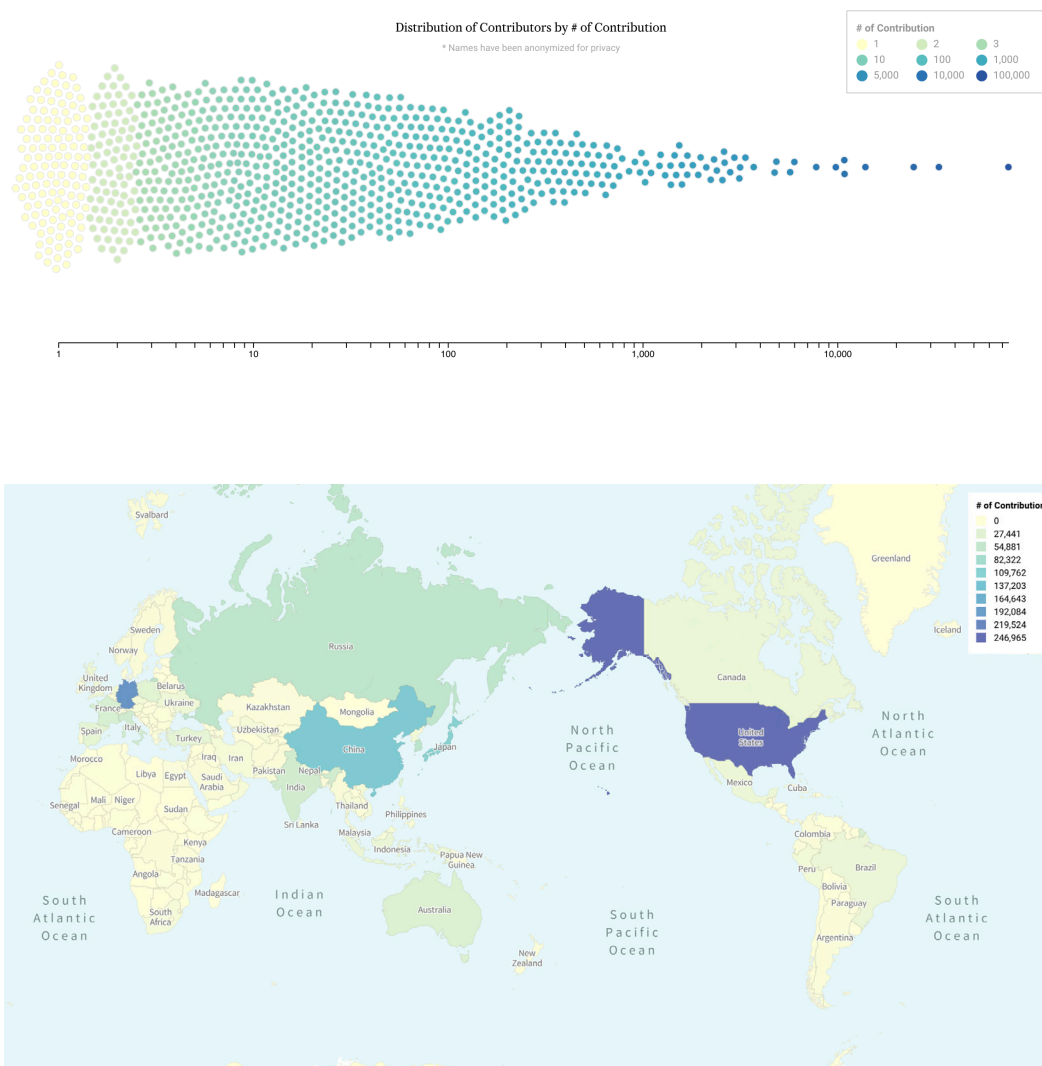 Distribution of Contributors by # of Contribution
* Names have been anonymized for privacy
# of Contribution
1 2 3
10 100 1,000
5,000 10,000 100,000
1 10 100 1,000 10,000
# of Contribution
0
27,441
54,881
82,322
109,762
137,203
164,643
192,084
219,524
246,965
Svalbard
Greenland
Iceland
Sweden
Norway
Russia
United
Kingdom
Belarus
France
Ukraine
Canada
Kazakhstan
Mongolia
Italy
Spain
Uzbekistan
Turkey
North
Pacific
Ocean
United
States
North
Atlantic
Ocean
China
Japan
Morocco
Iraq
Iran
Libya
Egypt
Saudi
Arabia
Pakistan
Nepal
India
Mexico
Cuba
Senegal
Mali
Niger
Sudan
Thailand
Philippines
Sri Lanka
Cameroon
Malaysia
Colombia
Kenya
Indonesia
Papua New
Guinea
Tanzania
Peru
Brazil
Angola
Bolivia
Madagascar
Indian
Ocean
South
Atlantic
Ocean
South
Africa
Australia
South
Pacific
Ocean
Paraguay
South
Atlantic
Ocean
Argentina
New
Zealand